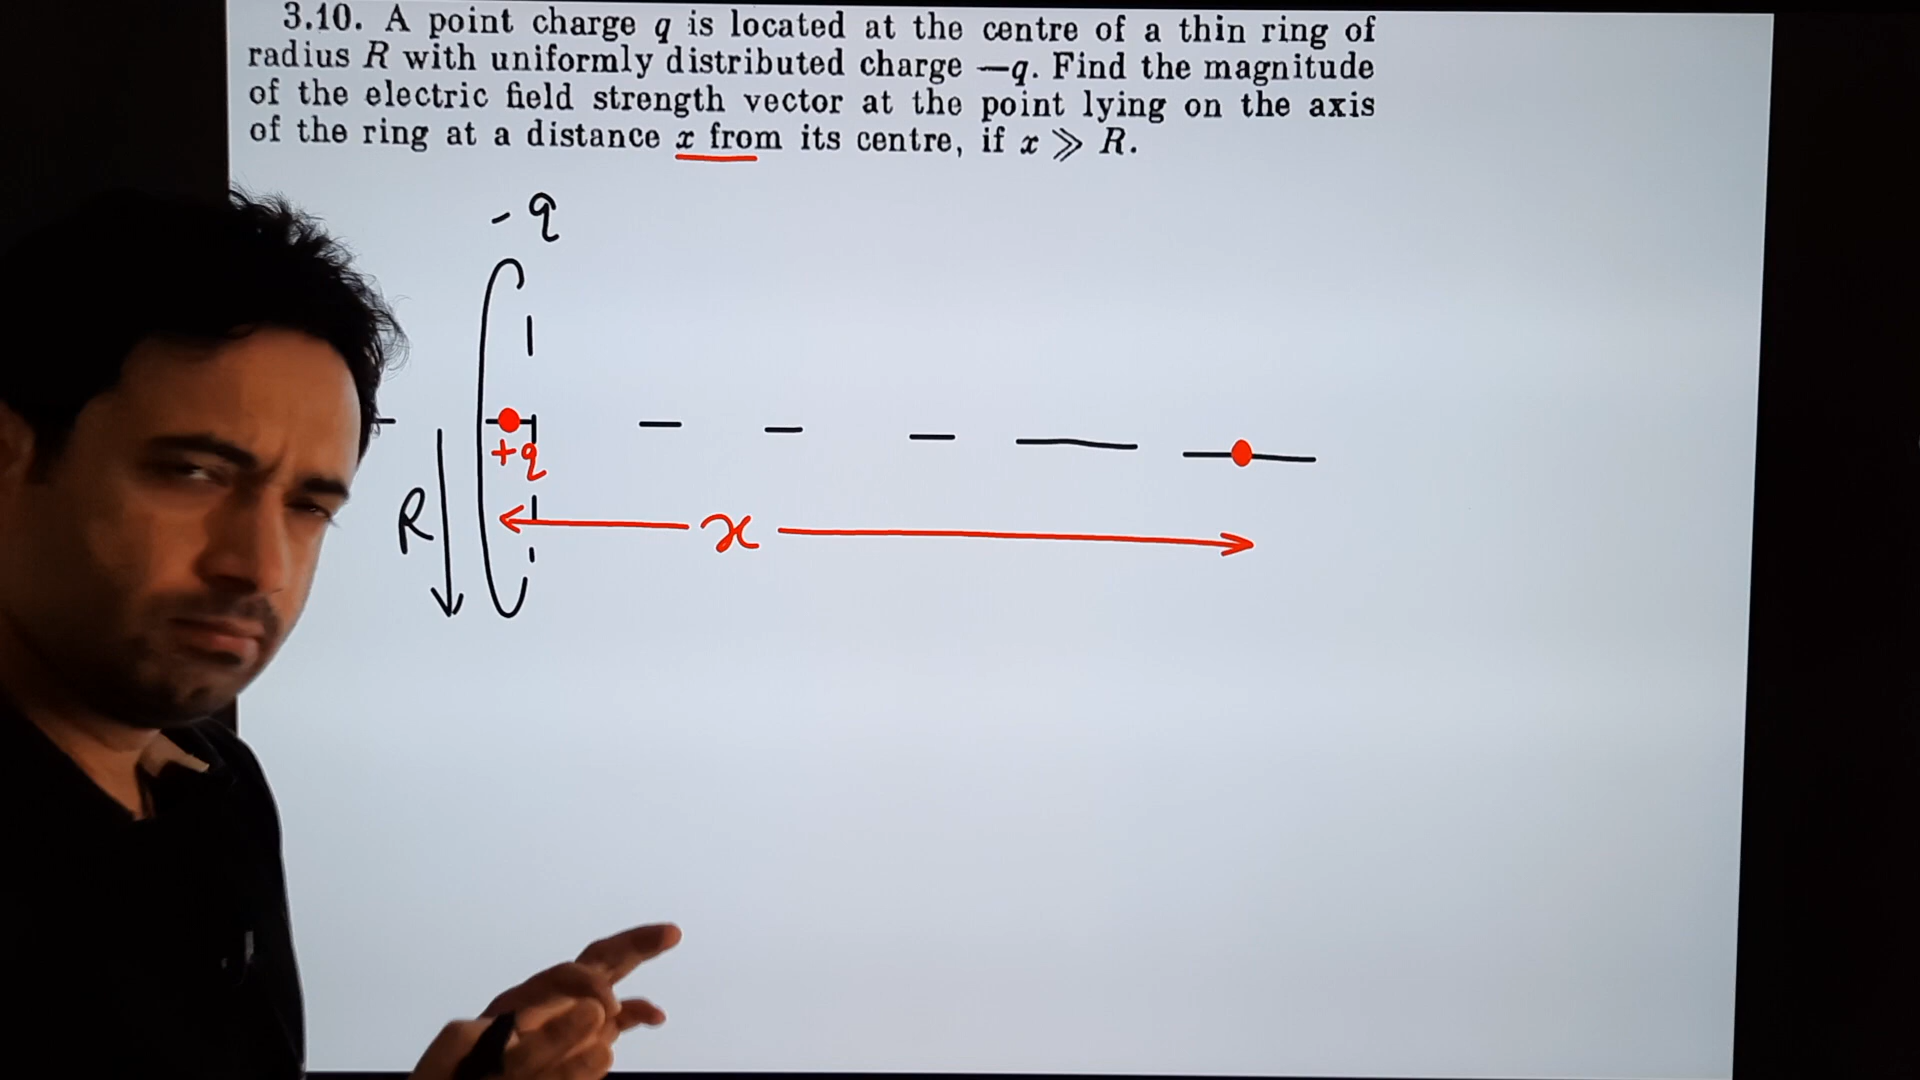 3.10. A point charge q is located at the centre of a thin ring of
radius R with uniformly distributed charge —q. Find the magnitude
of the electric field strength vector at the point lying on the axis
of the ring at a distance x from its centre, if x ≫ R.
- q
+q
R
x